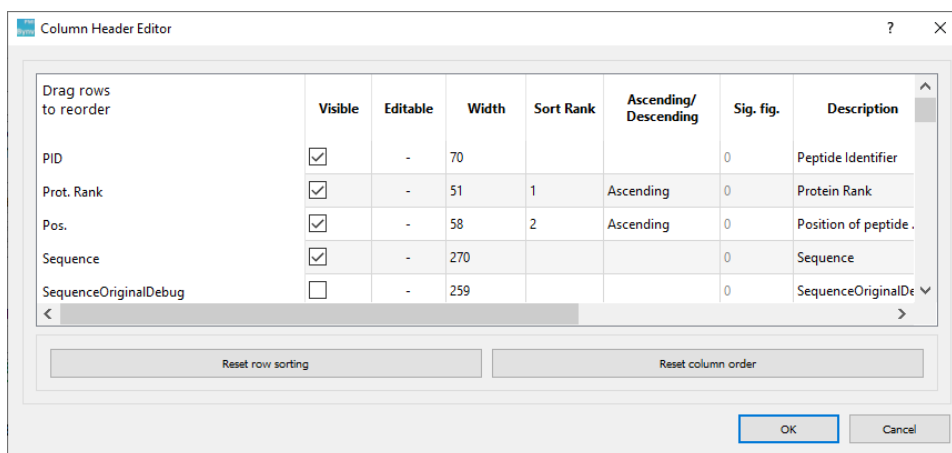 Column Header Editor
?
Drag rows
to reorder
Visible
Editable
Width
Sort Rank
Ascending/
Descending
Sig. fig.
Description
PID - 70 0 Peptide Identifier
Prot. Rank - 51 1 Ascending 0 Protein Rank
Pos. - 58 2 Ascending 0 Position of peptide .
Sequence - 270 0 Sequence
SequenceOriginalDebug - 259 0 SequenceOriginalDe
Reset row sorting
Reset column order
OK
Cancel